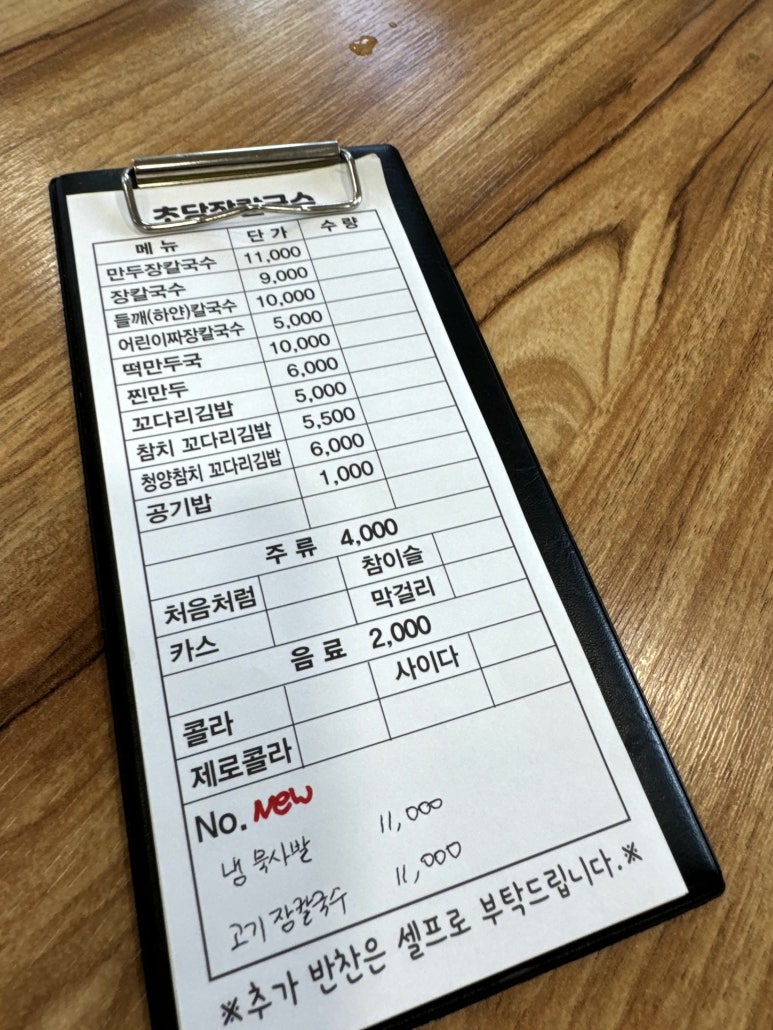 초당장칼국수
메뉴 단가 수량
만두장칼국수 11,000
장칼국수 9,000
들깨(하얀)칼국수 10,000
어린이짜장칼국수 5,000
떡만두국 10,000
찐만두 6,000
꼬다리김밥 5,000
참치 꼬다리김밥 5,500
청양참치 꼬다리김밥 6,000
공기밥 1,000
주류 4,000
처음처럼 참이슬
카스 막걸리
음료 2,000
콜라 사이다
제로콜라
No. New
냉 묵사발 11,000
고기 장칼국수 11,000
※추가 반찬은 셀프로 부탁드립니다.※